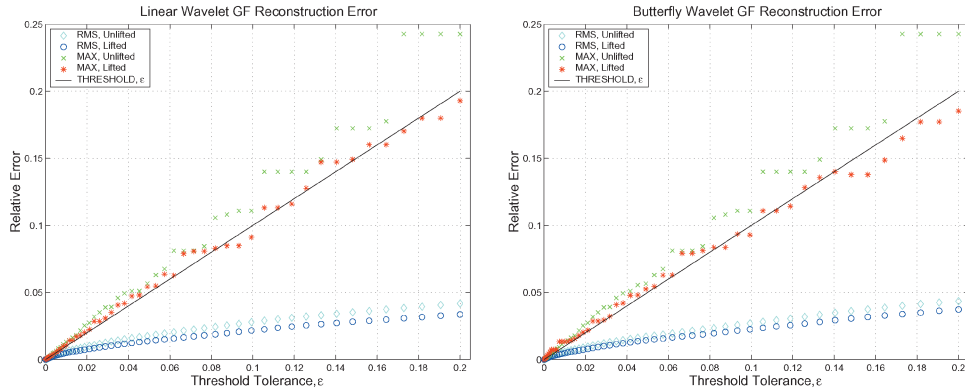 Linear Wavelet GF Reconstruction Error
RMS, Unlifted
RMS, Lifted
MAX, Unlifted
MAX, Lifted
THRESHOLD, ε
0.2
0.15
0.1
0.05
0
Relative Error
0 0.02 0.04 0.06 0.08 0.1 0.12 0.14 0.16 0.18 0.2
Threshold Tolerance, ε
Butterfly Wavelet GF Reconstruction Error
RMS, Unlifted
RMS, Lifted
MAX, Unlifted
MAX, Lifted
THRESHOLD, ε
0.2
0.15
0.1
0.05
0
Relative Error
0 0.02 0.04 0.06 0.08 0.1 0.12 0.14 0.16 0.18 0.2
Threshold Tolerance, ε